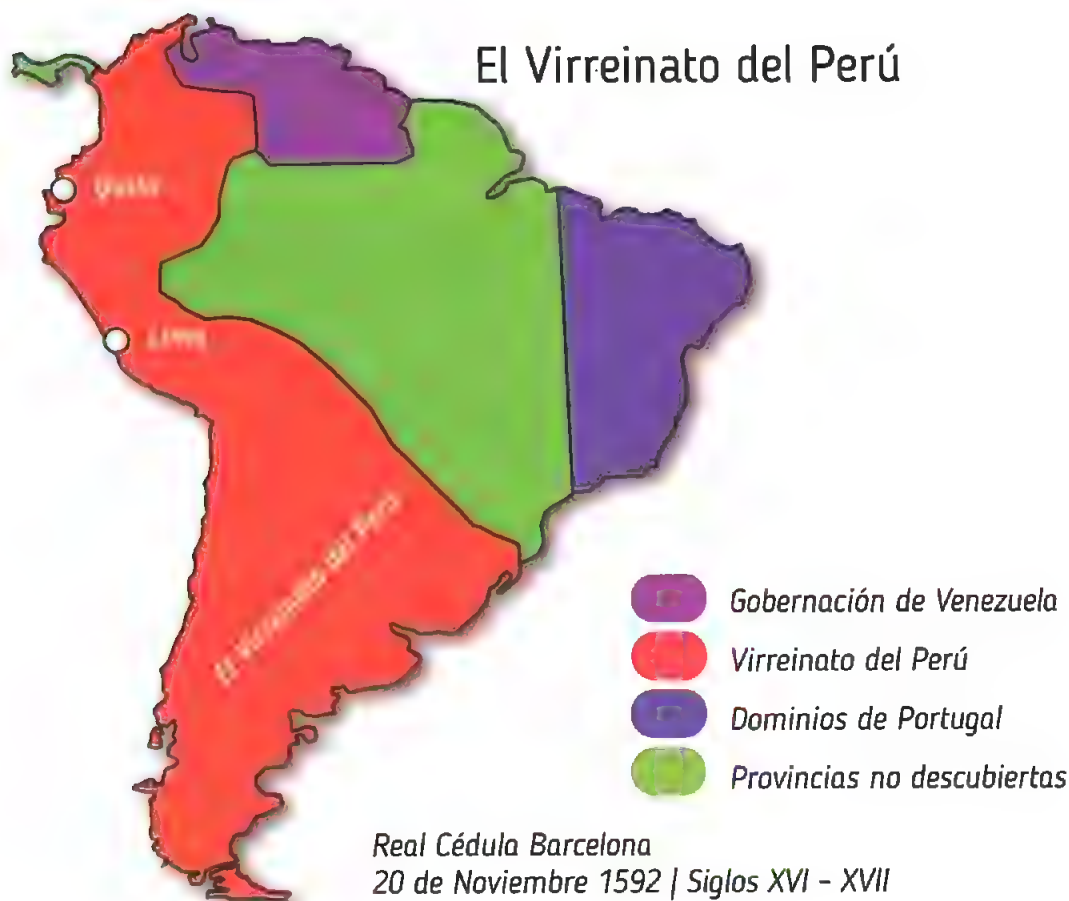 El Virreinato del Perú
Quito
Lima
El Virreinato del Perú
Gobernación de Venezuela
Virreinato del Perú
Dominios de Portugal
Provincias no descubiertas
Real Cédula Barcelona
20 de Noviembre 1592 | Siglos XVI - XVII